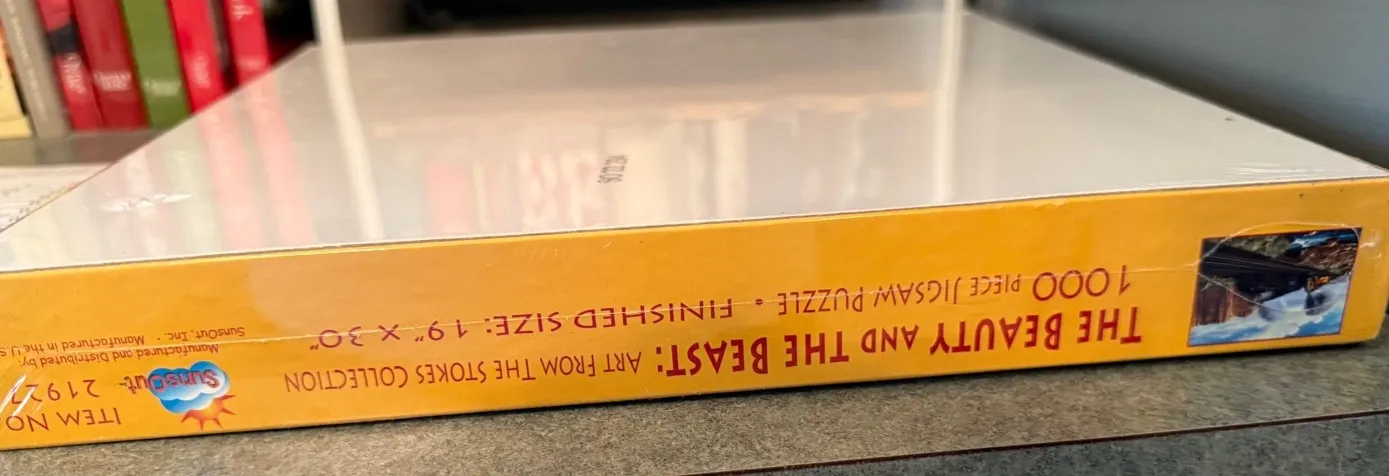 THE BEAUTY AND THE BEAST: ART FROM THE STOKES COLLECTION
1000 PIECE JIGSAW PUZZLE • FINISHED SIZE: 19" X 30"
SunsOut
ITEM NO.
Manufactured and Distributed by:
SunsOut, Inc. • Manufactured in the U.S